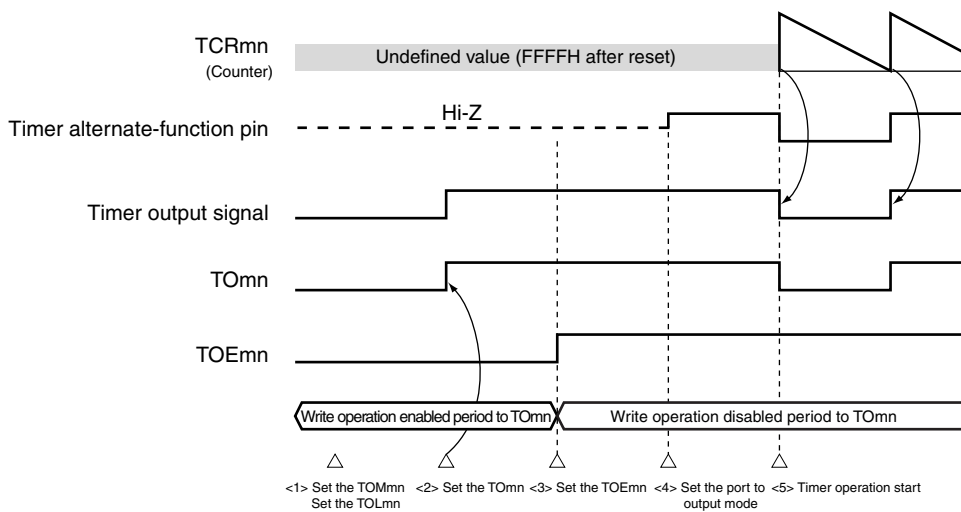 TCRmn
(Counter)
Undefined value (FFFFH after reset)
Timer alternate-function pin
Hi-Z
Timer output signal
TOmn
TOEmn
Write operation enabled period to TOmn
Write operation disabled period to TOmn
<1> Set the TOMmn
Set the TOLmn
<2> Set the TOmn
<3> Set the TOEmn
<4> Set the port to
output mode
<5> Timer operation start